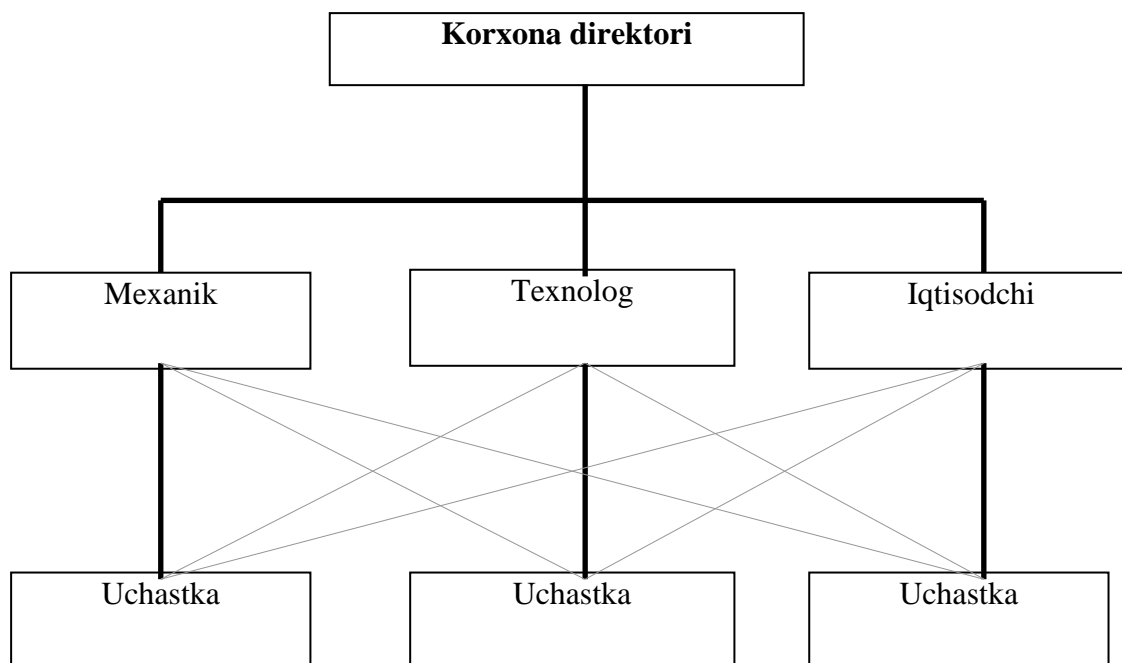 Korxona direktori
Mexanik
Texnolog
Iqtisodchi
Uchastka
Uchastka
Uchastka